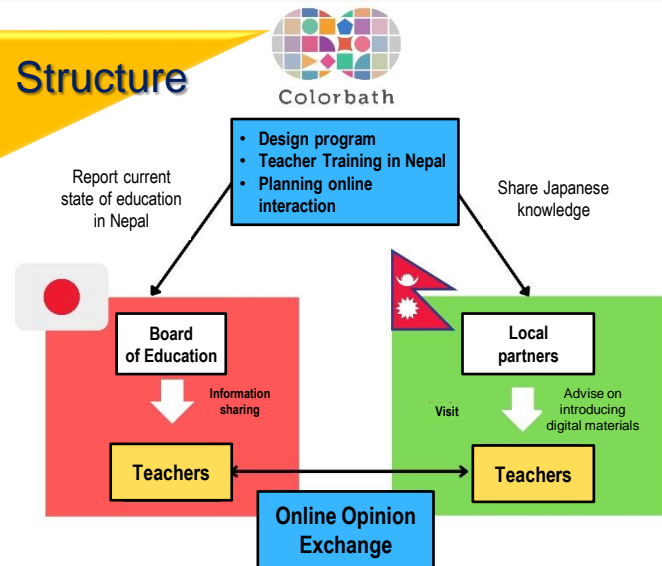 Structure
Colorbath
• Design program
• Teacher Training in Nepal
• Planning online
interaction
Report current
state of education
in Nepal
Share Japanese
knowledge
Board
of Education
Information
sharing
Teachers
Local
partners
Visit
Advise on
introducing
digital materials
Teachers
Online Opinion
Exchange